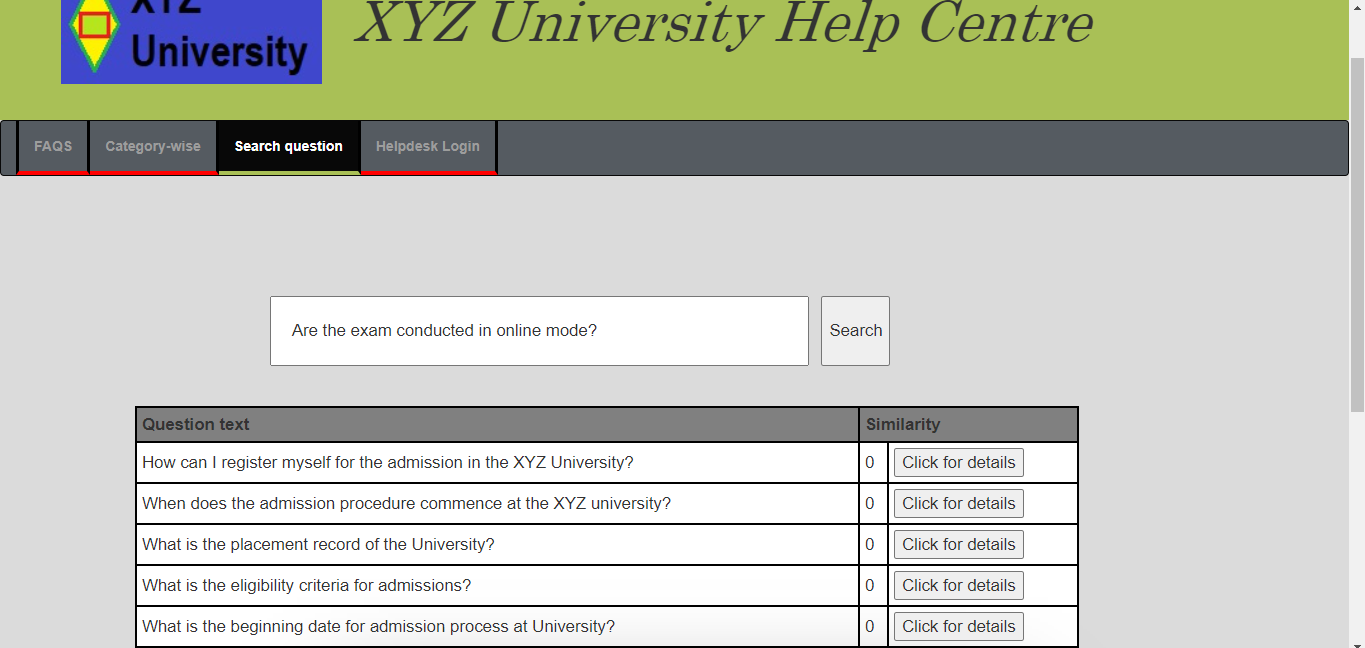 XYZ
University
XYZ University Help Centre
FAQS Category-wise Search question Helpdesk Login
Are the exam conducted in online mode? Search
Question text Similarity
How can I register myself for the admission in the XYZ University? 0 Click for details
When does the admission procedure commence at the XYZ university? 0 Click for details
What is the placement record of the University? 0 Click for details
What is the eligibility criteria for admissions? 0 Click for details
What is the beginning date for admission process at University? 0 Click for details